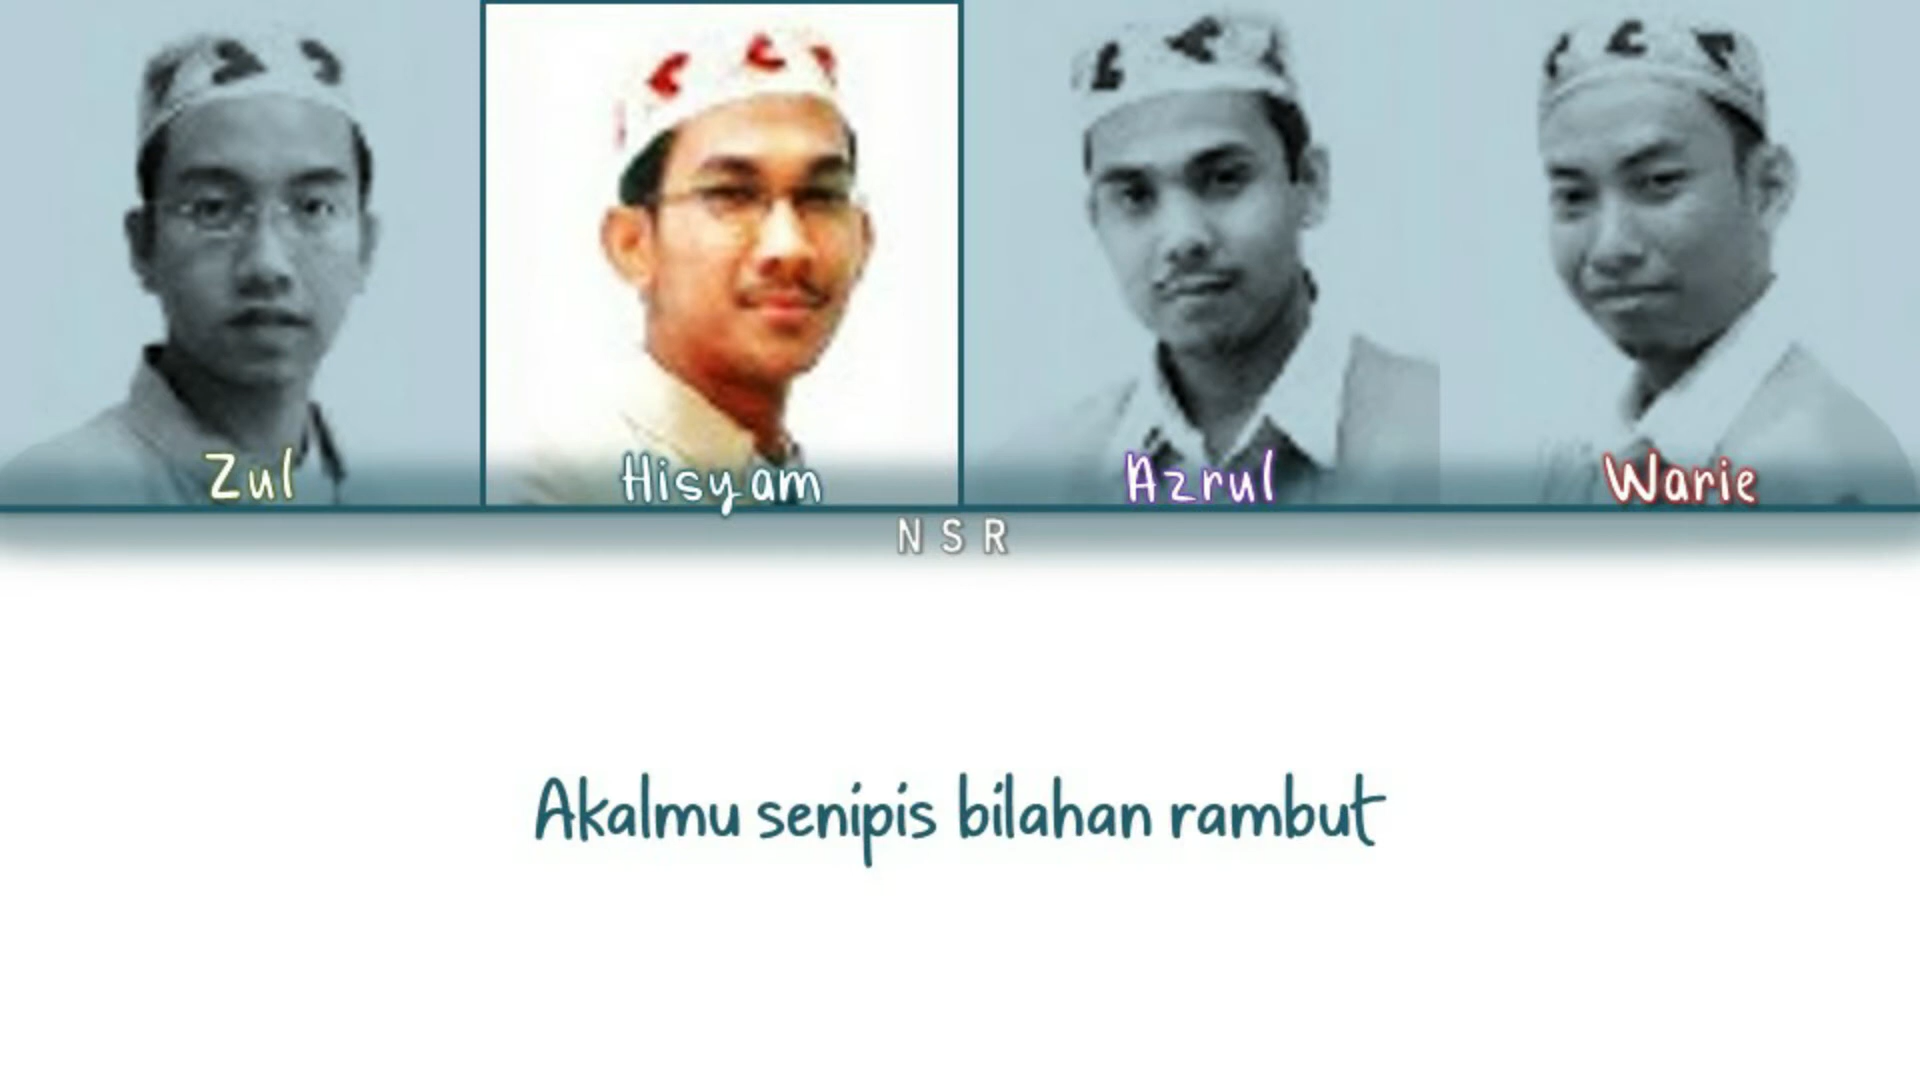 Zul
Hisyam
Azrul
Warie
N S R
Akalmu senipis bilahan rambut